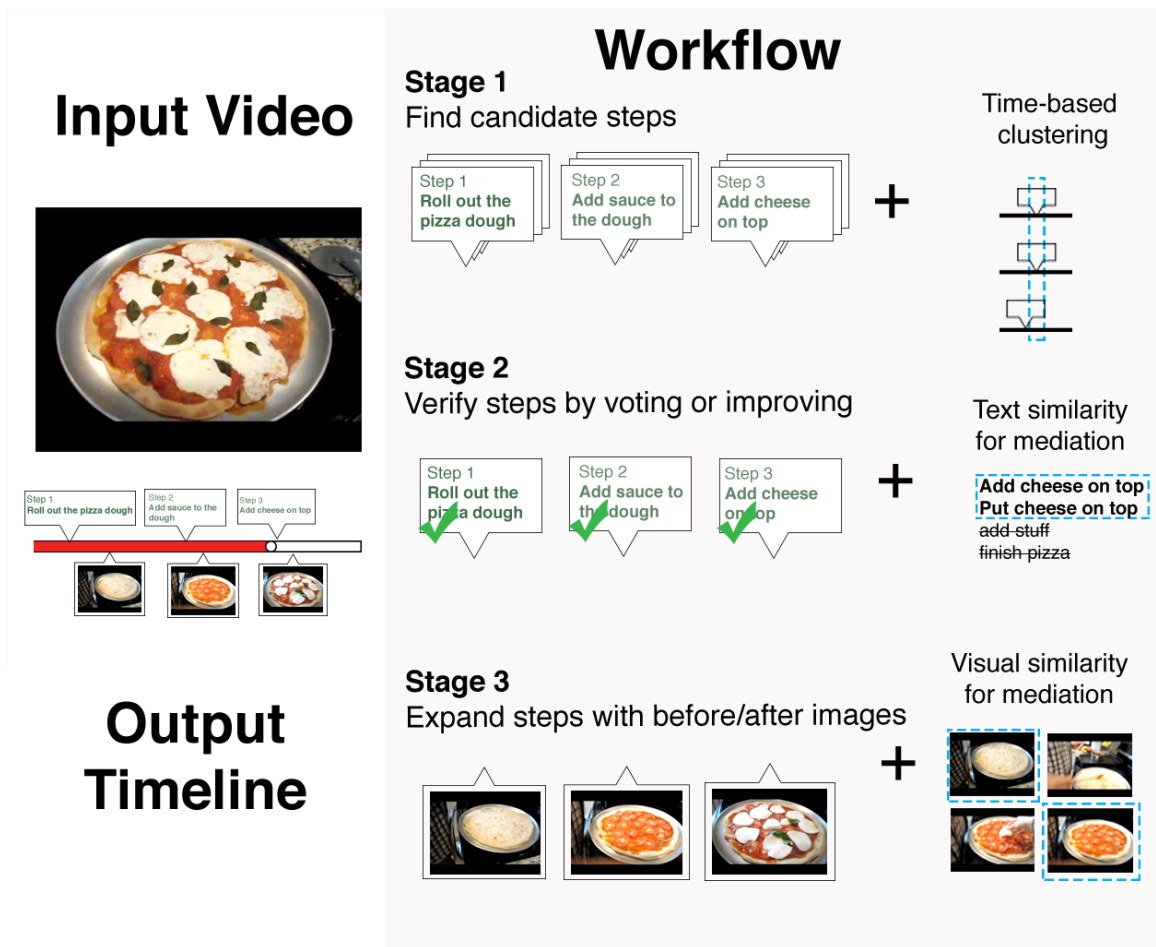 Input Video
Step 1
Roll out the pizza dough
Step 2
Add sauce to the
dough
Step 3
Add cheese on top
Output
Timeline
Workflow
Stage 1
Find candidate steps
Step 1
Roll out the
pizza dough
Step 2
Add sauce to
the dough
Step 3
Add cheese
on top
+
Time-based
clustering
Stage 2
Verify steps by voting or improving
Step 1
Roll out the
pizza dough
Step 2
Add sauce to
the dough
Step 3
Add cheese
on top
+
Text similarity
for mediation
Add cheese on top
Put cheese on top
add stuff
finish pizza
Stage 3
Expand steps with before/after images
+
Visual similarity
for mediation